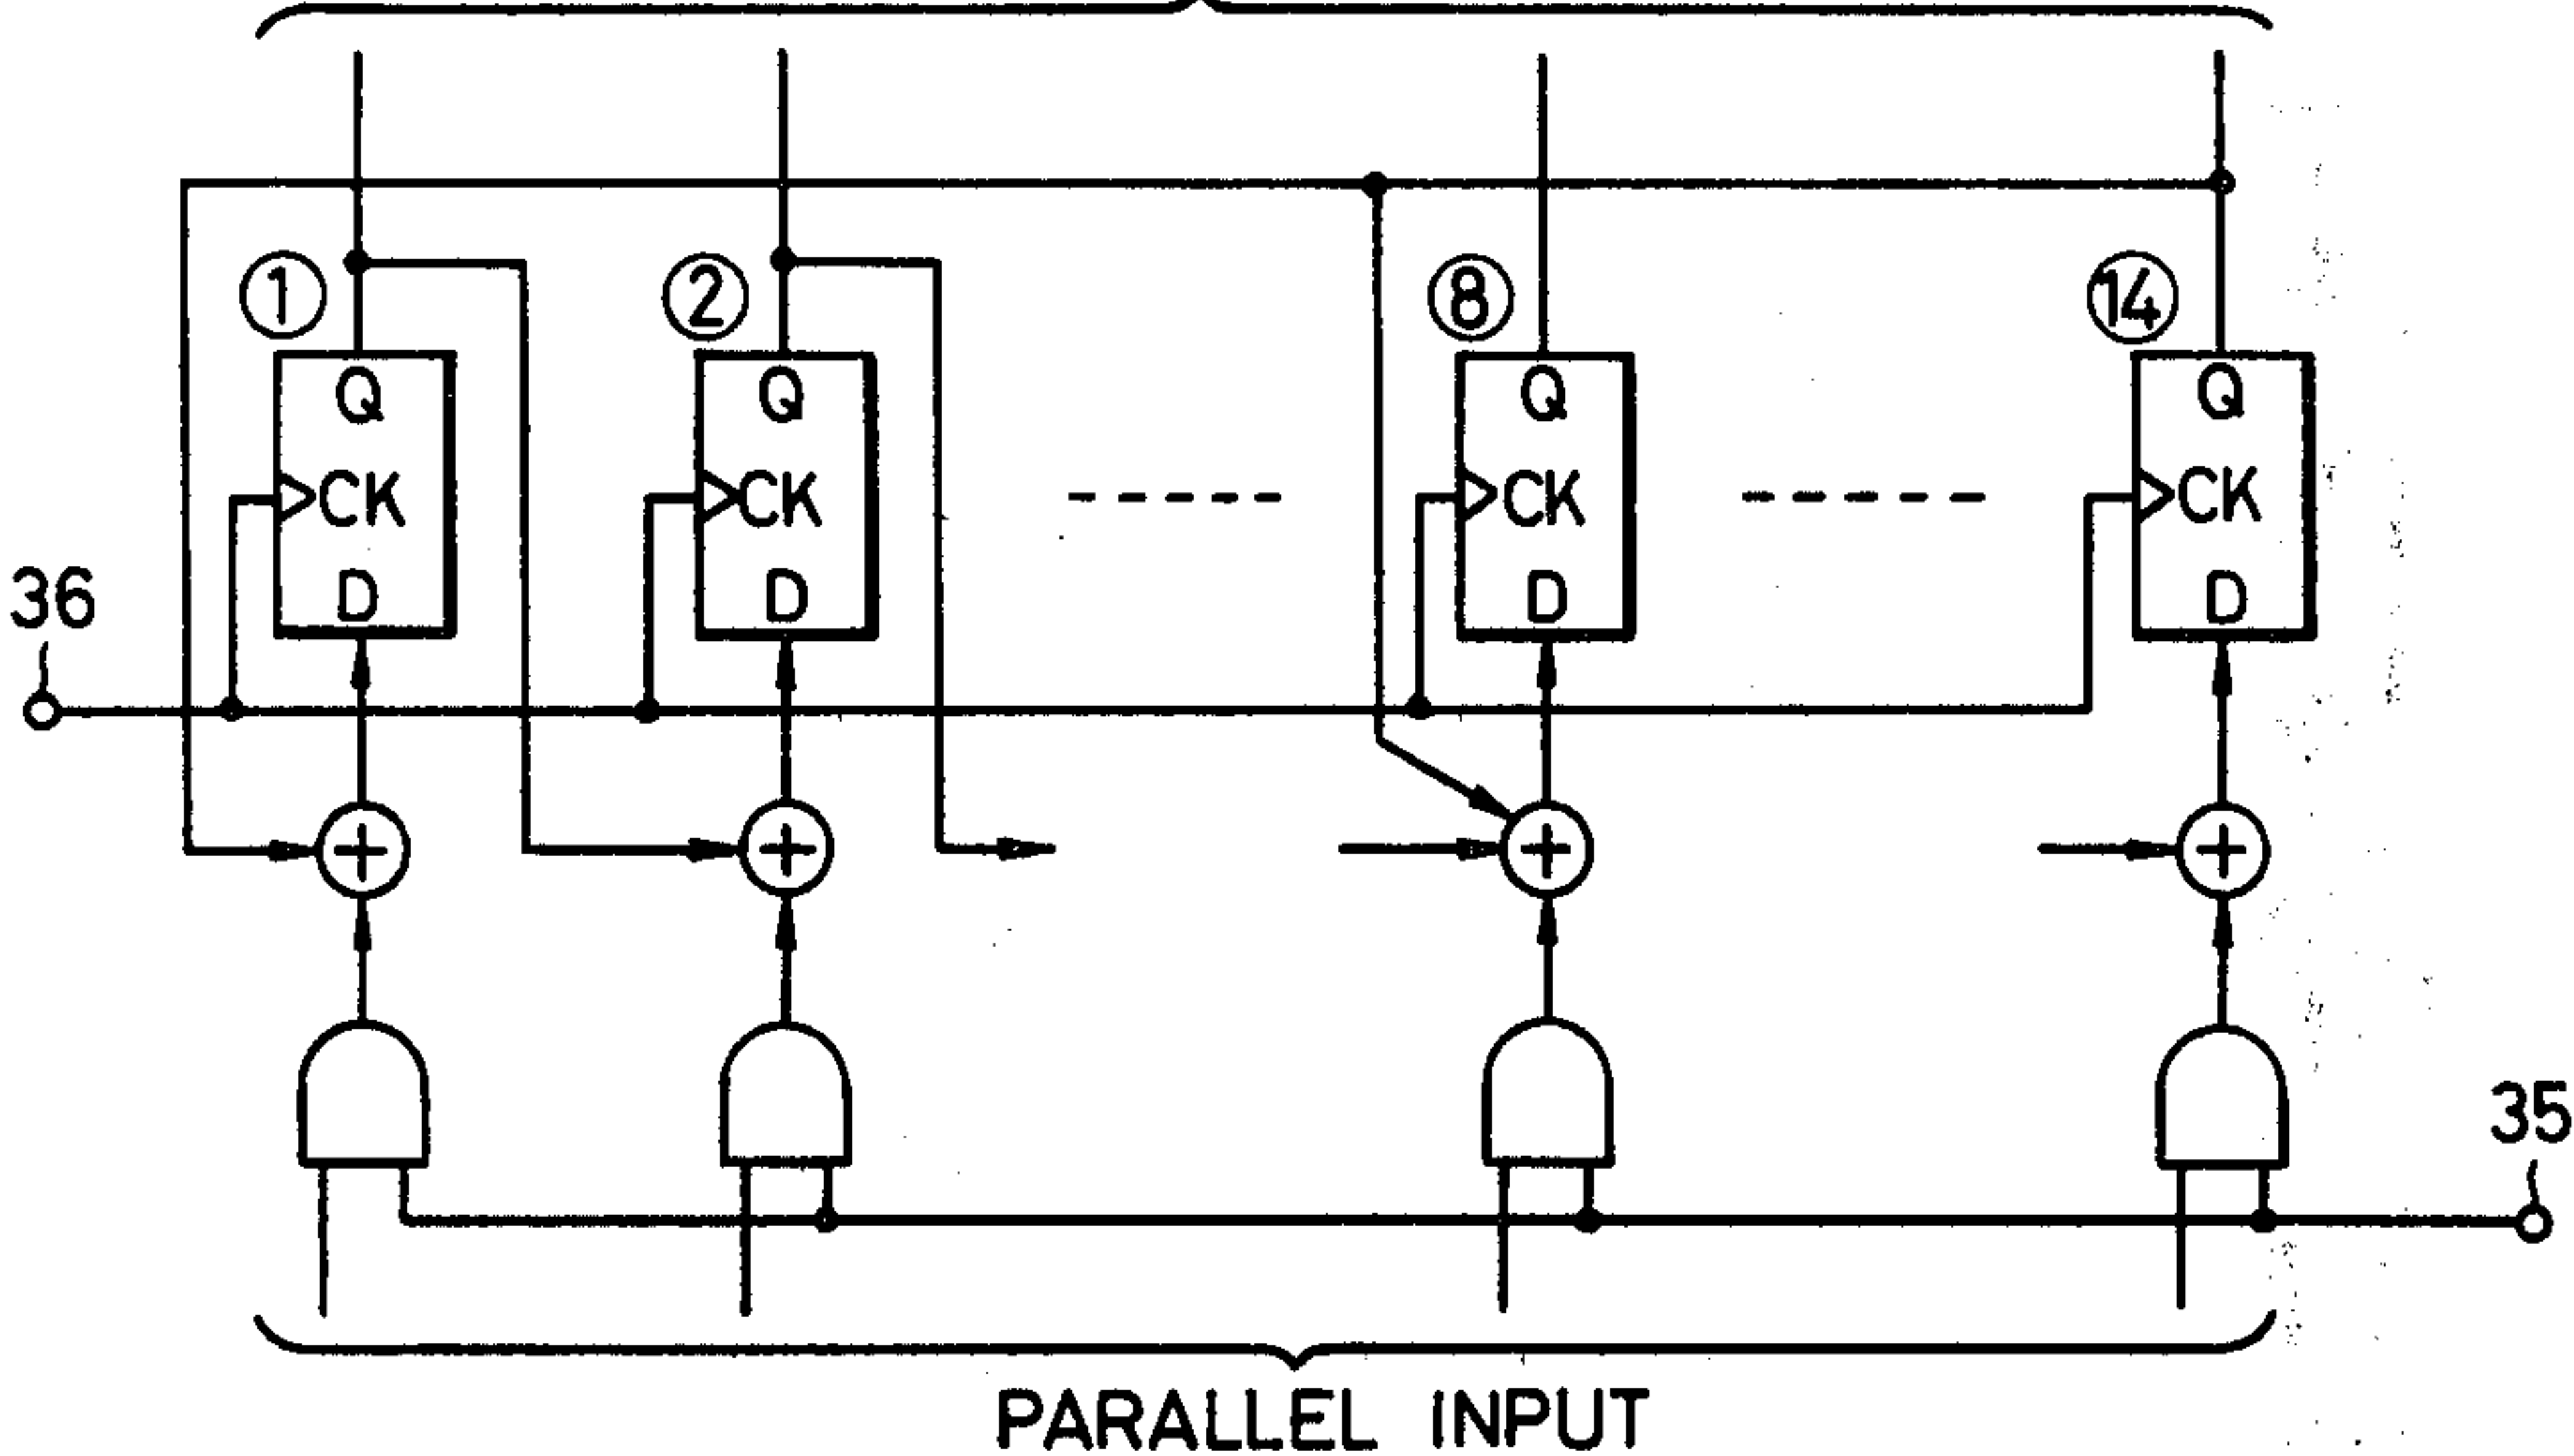 ① ② ⑧ ⑭
Q Q Q Q
CK CK CK CK
D D D D
36
+ + + +
35
PARALLEL INPUT